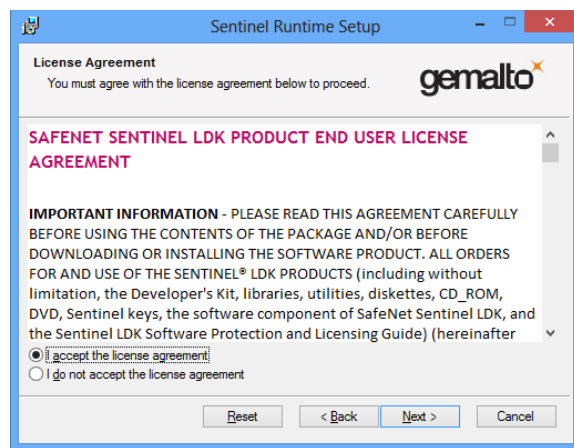 Sentinel Runtime Setup
License Agreement
You must agree with the license agreement below to proceed.
gemalto
SAFENET SENTINEL LDK PRODUCT END USER LICENSE
AGREEMENT
IMPORTANT INFORMATION - PLEASE READ THIS AGREEMENT CAREFULLY
BEFORE USING THE CONTENTS OF THE PACKAGE AND/OR BEFORE
DOWNLOADING OR INSTALLING THE SOFTWARE PRODUCT. ALL ORDERS
FOR AND USE OF THE SENTINEL® LDK PRODUCTS (including without
limitation, the Developer's Kit, libraries, utilities, diskettes, CD_ROM,
DVD, Sentinel keys, the software component of SafeNet Sentinel LDK, and
the Sentinel LDK Software Protection and Licensing Guide) (hereinafter
I accept the license agreement
I do not accept the license agreement
Reset < Back Next > Cancel